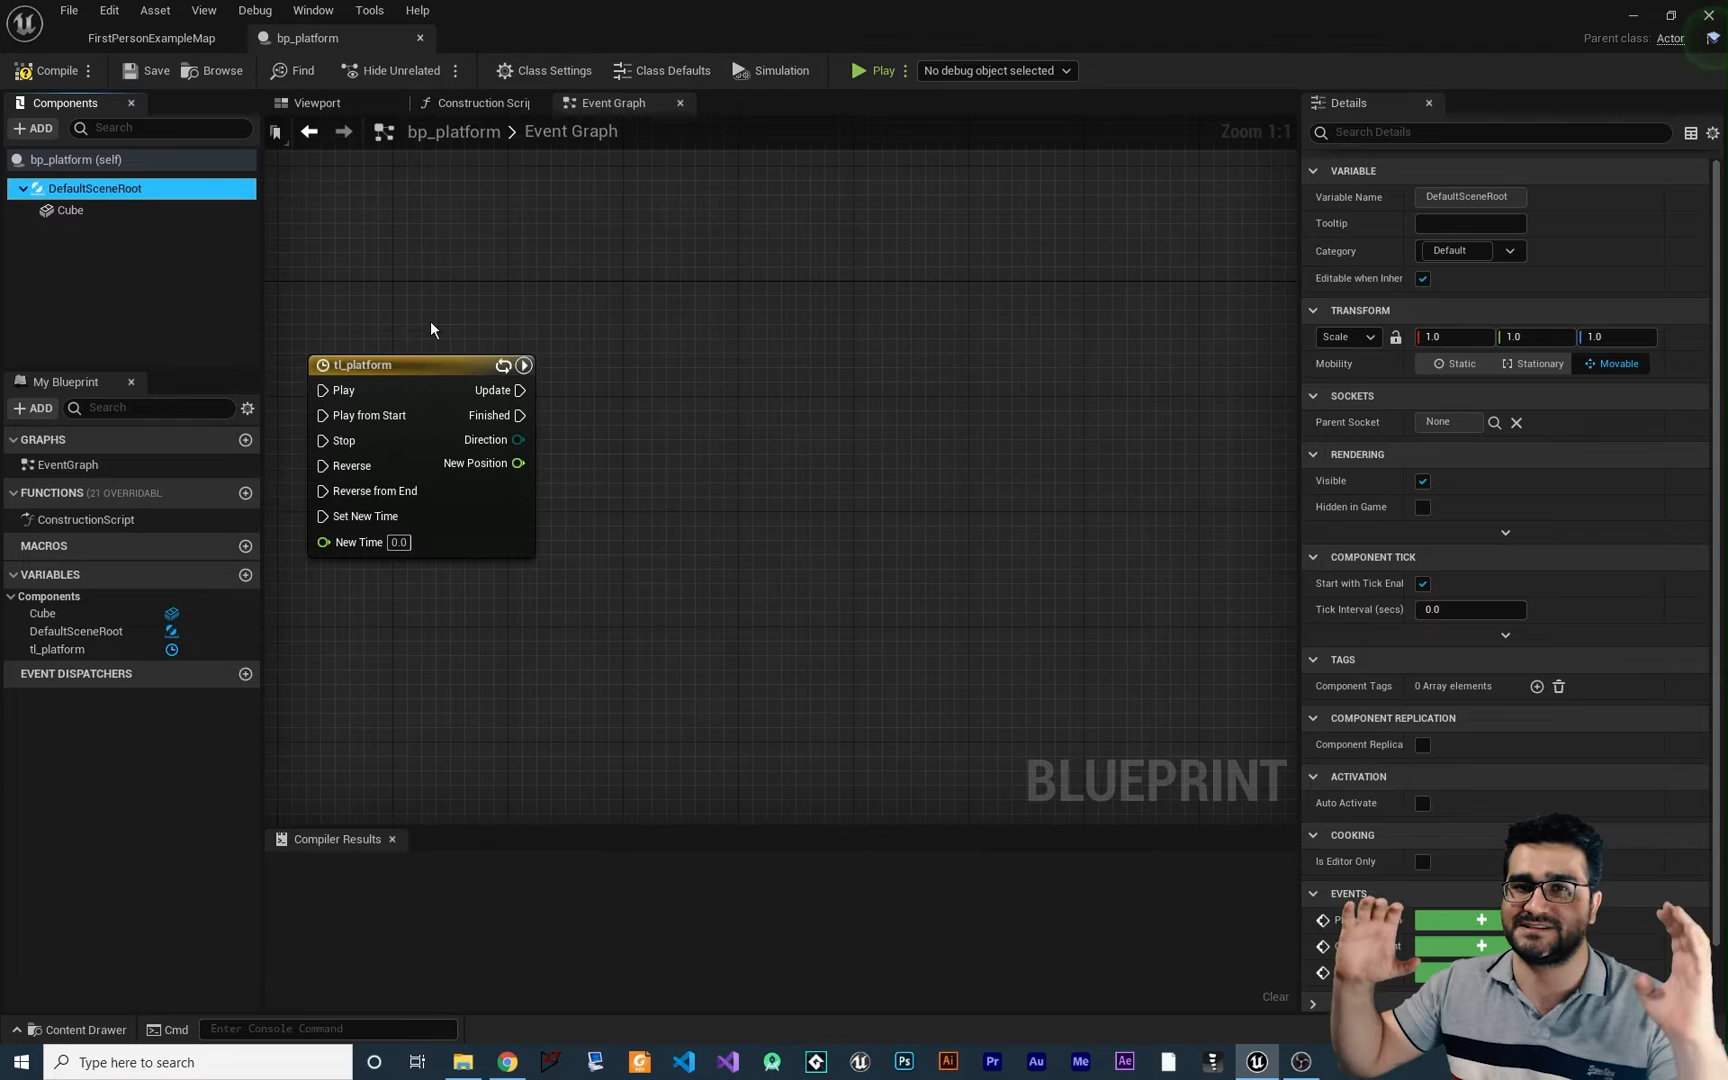 File Edit Asset View Debug Window Tools Help
FirstPersonExampleMap
bp_platform
Parent class: Actor
Compile
Save
Browse
Find
Hide Unrelated
Class Settings
Class Defaults
Simulation
Play
No debug object selected
Components
Viewport
Construction Scrip
Event Graph
Details
ADD
Search
bp_platform > Event Graph
Zoom 1:1
Search Details
bp_platform (self)
DefaultSceneRoot
Cube
tl_platform
Play
Update
Play from Start
Finished
Stop
Direction
Reverse
New Position
Reverse from End
Set New Time
New Time 0.0
BLUEPRINT
My Blueprint
ADD
Search
GRAPHS
EventGraph
FUNCTIONS (21 OVERRIDABL
ConstructionScript
MACROS
VARIABLES
Components
Cube
DefaultSceneRoot
tl_platform
EVENT DISPATCHERS
Compiler Results
Clear
VARIABLE
Variable Name DefaultSceneRoot
Tooltip
Category Default
Editable when Inher
TRANSFORM
Scale 1.0 1.0 1.0
Mobility Static Stationary Movable
SOCKETS
Parent Socket None
RENDERING
Visible
Hidden in Game
COMPONENT TICK
Start with Tick Enal
Tick Interval (secs) 0.0
TAGS
Component Tags 0 Array elements
COMPONENT REPLICATION
Component Replica
ACTIVATION
Auto Activate
COOKING
Is Editor Only
EVENTS
Content Drawer
Cmd
Enter Console Command
Type here to search
Ps
Ai
Pr
Au
Me
Ae